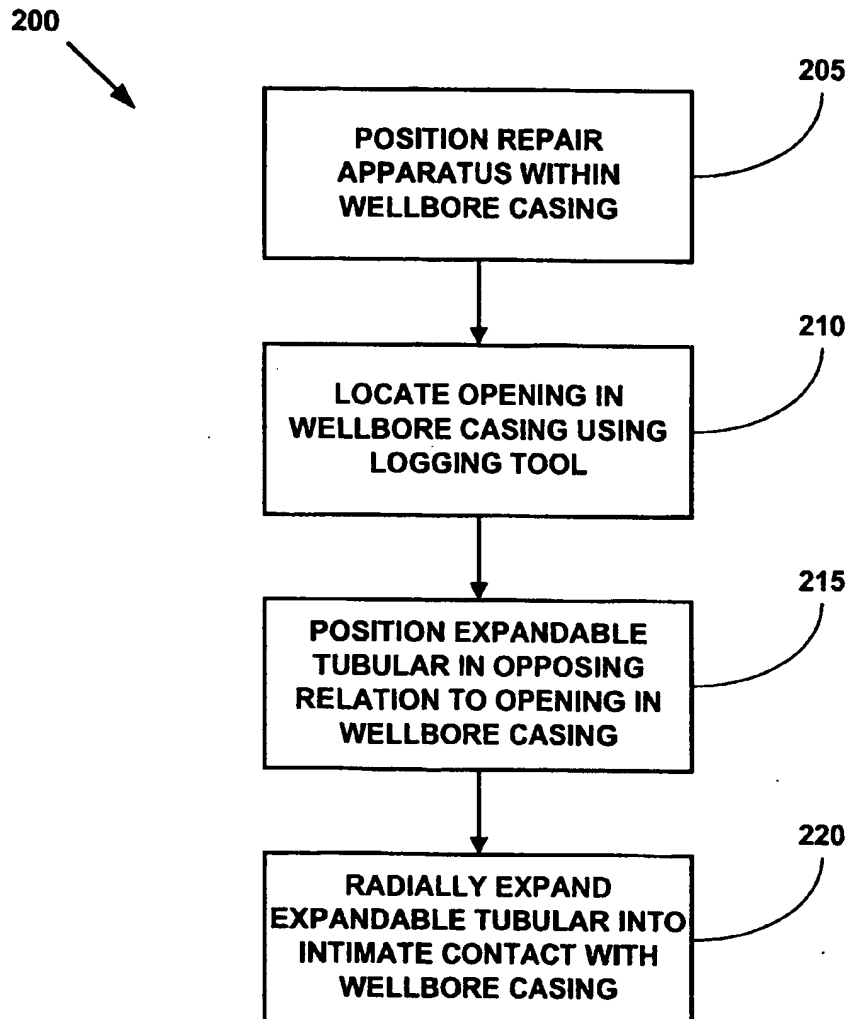 200
205
POSITION REPAIR
APPARATUS WITHIN
WELLBORE CASING
210
LOCATE OPENING IN
WELLBORE CASING USING
LOGGING TOOL
215
POSITION EXPANDABLE
TUBULAR IN OPPOSING
RELATION TO OPENING IN
WELLBORE CASING
220
RADIALLY EXPAND
EXPANDABLE TUBULAR INTO
INTIMATE CONTACT WITH
WELLBORE CASING